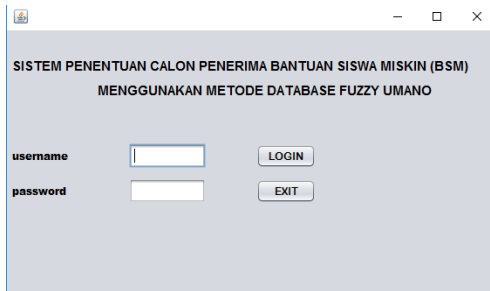 SISTEM PENENTUAN CALON PENERIMA BANTUAN SISWA MISKIN (BSM)
MENGGUNAKAN METODE DATABASE FUZZY UMANO
username LOGIN
password EXIT